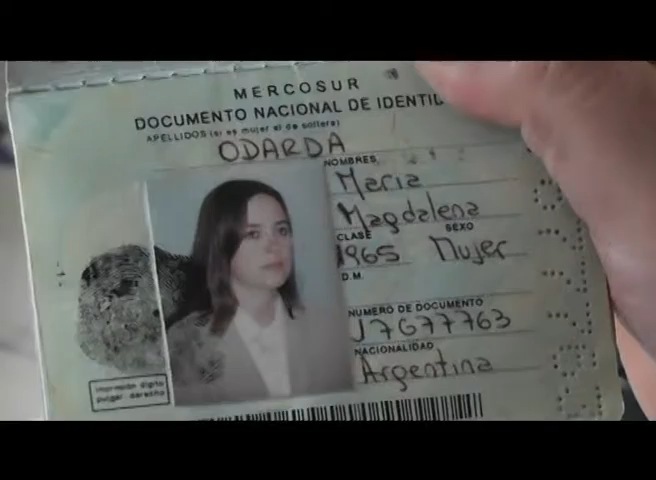 MERCOSUR
DOCUMENTO NACIONAL DE IDENTID
APELLIDOS (si es mujer el de soltera)
ODARDA
NOMBRES
Maria
Magdalena
CLASE SEXO
1965 Mujer
D.M.
NUMERO DE DOCUMENTO
17677763
NACIONALIDAD
Argentina
impresión dígito
pulgar derecho